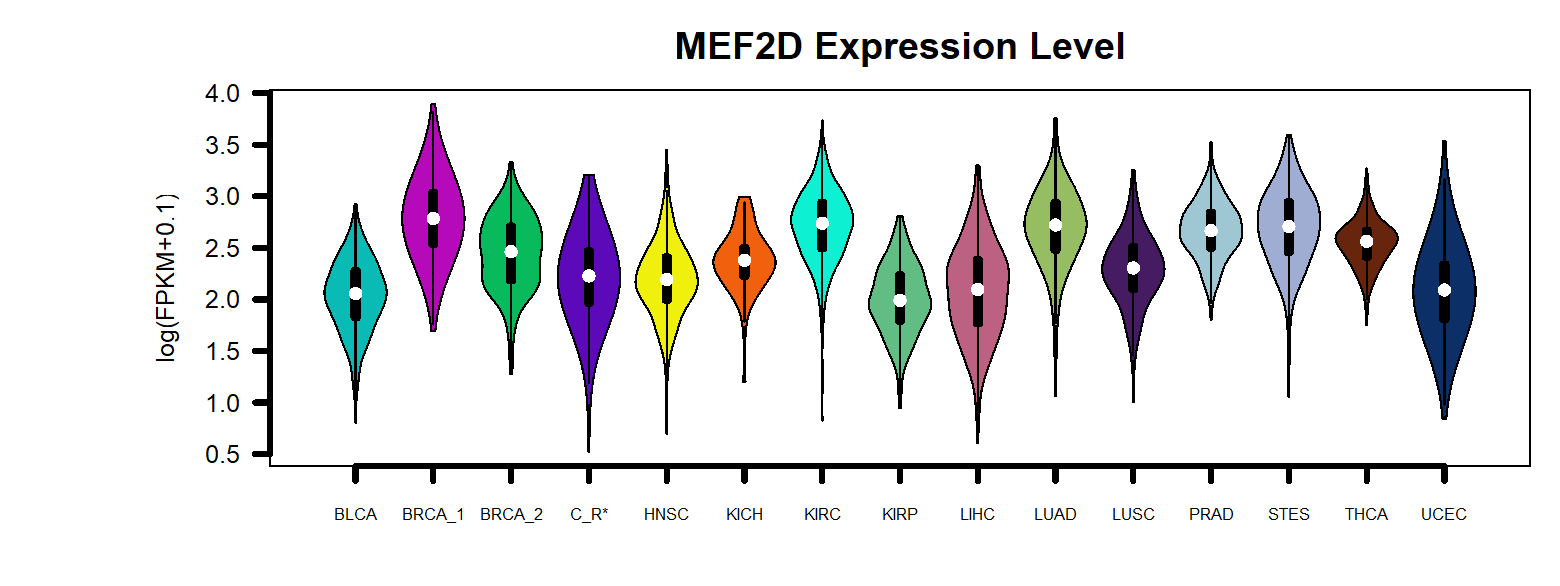 MEF2D Expression Level
log(FPKM+0.1)
4.0
3.5
3.0
2.5
2.0
1.5
1.0
0.5
BLCA BRCA_1 BRCA_2 C_R* HNSC KICH KIRC KIRP LIHC LUAD LUSC PRAD STES THCA UCEC